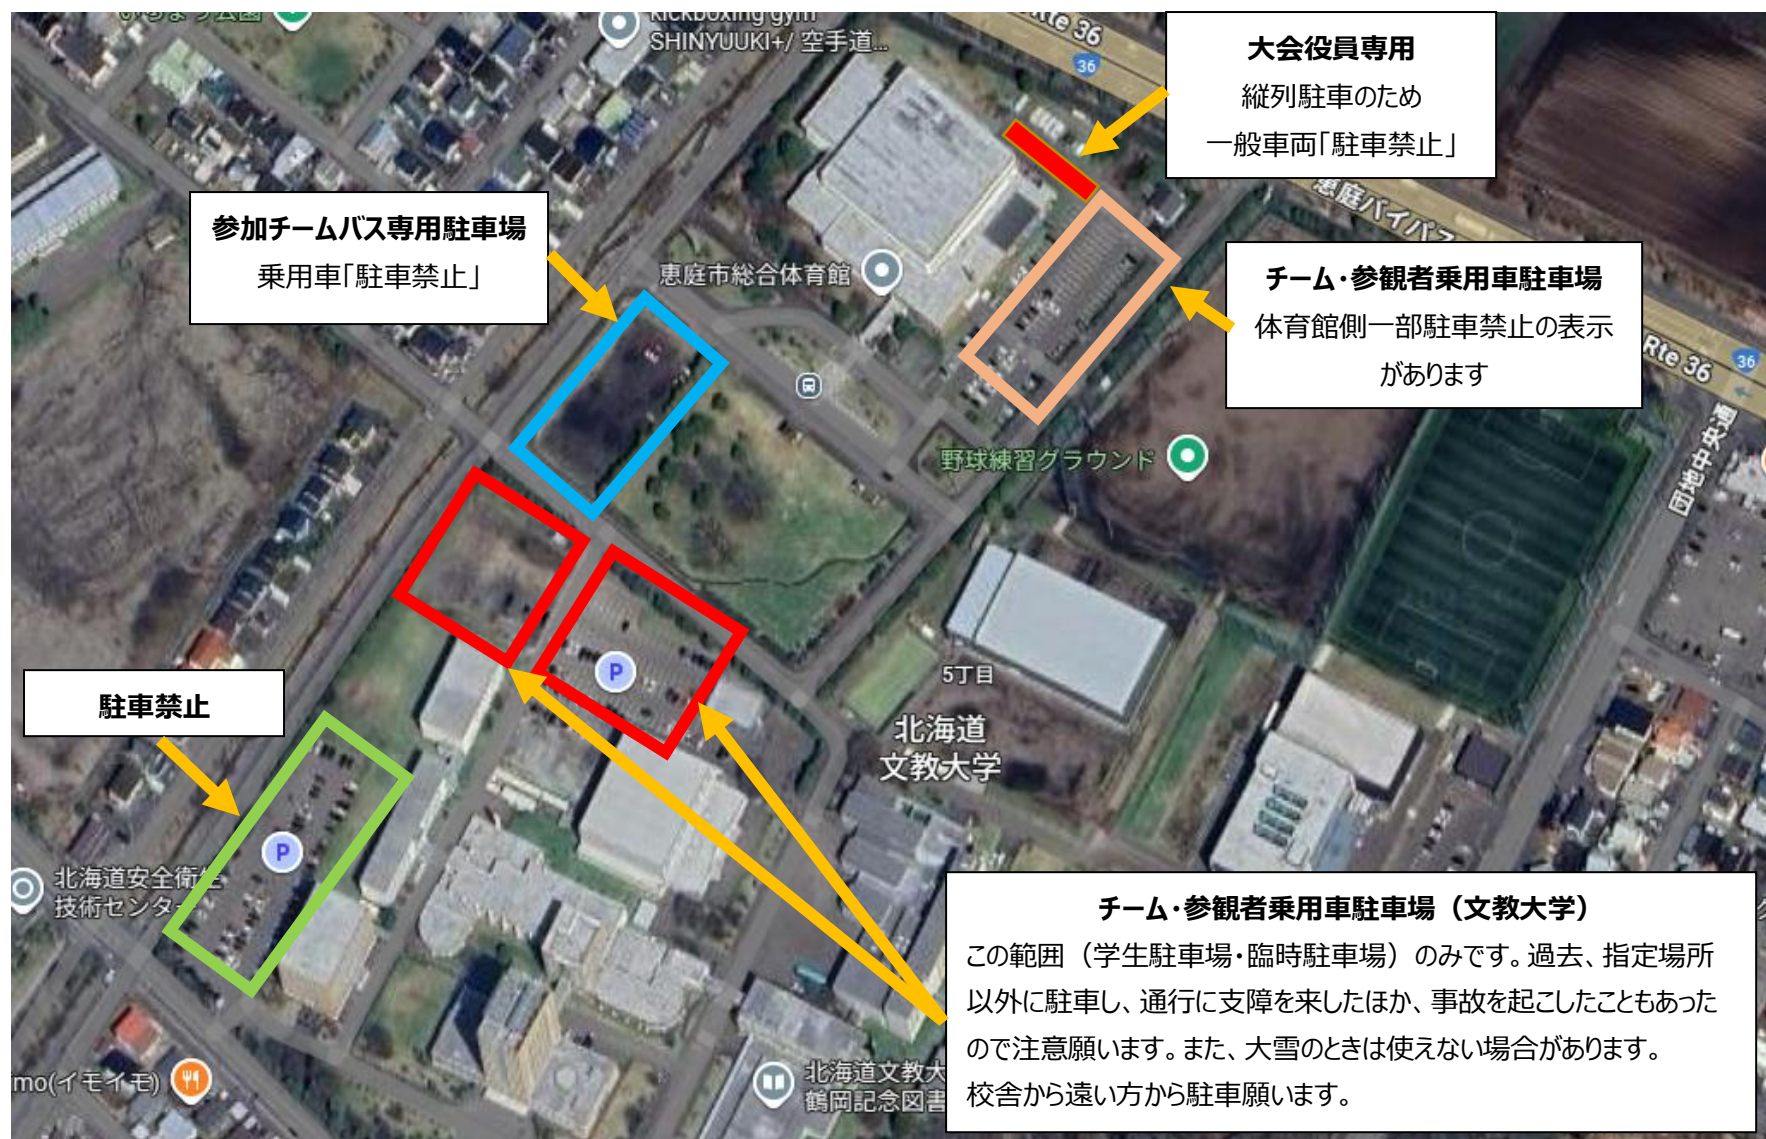 Kickboxing gym
SHINYUUKI+/ 空手道...
Rte 36
36
大会役員専用
縦列駐車のため
一般車両「駐車禁止」
参加チームバス専用駐車場
乗用車「駐車禁止」
恵庭市総合体育館
恵庭バイパス
チーム・参観者乗用車駐車場
体育館側一部駐車禁止の表示
があります
Rte 36
36
野球練習グラウンド
恵央中団地
P
5丁目
北海道
文教大学
駐車禁止
P
北海道安全衛生
技術センター
チーム・参観者乗用車駐車場（文教大学）
この範囲（学生駐車場・臨時駐車場）のみです。過去、指定場所
以外に駐車し、通行に支障を来したほか、事故を起こしたこともあった
ので注意願います。また、大雪のときは使えない場合があります。
校舎から遠い方から駐車願います。
mo(イモイモ)
北海道文教大
鶴岡記念図書